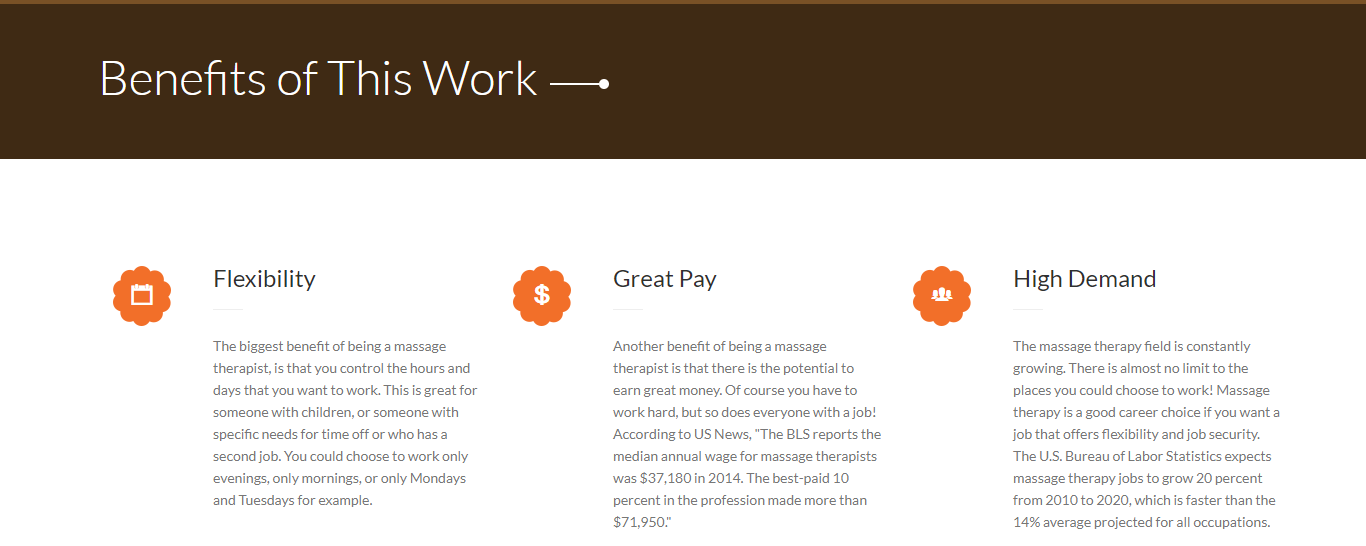 Benefits of This Work
Flexibility
The biggest benefit of being a massage
therapist, is that you control the hours and
days that you want to work. This is great for
someone with children, or someone with
specific needs for time off or who has a
second job. You could choose to work only
evenings, only mornings, or only Mondays
and Tuesdays for example.
Great Pay
Another benefit of being a massage
therapist is that there is the potential to
earn great money. Of course you have to
work hard, but so does everyone with a job!
According to US News, "The BLS reports the
median annual wage for massage therapists
was $37,180 in 2014. The best-paid 10
percent in the profession made more than
$71,950."
High Demand
The massage therapy field is constantly
growing. There is almost no limit to the
places you could choose to work! Massage
therapy is a good career choice if you want a
job that offers flexibility and job security.
The U.S. Bureau of Labor Statistics expects
massage therapy jobs to grow 20 percent
from 2010 to 2020, which is faster than the
14% average projected for all occupations.